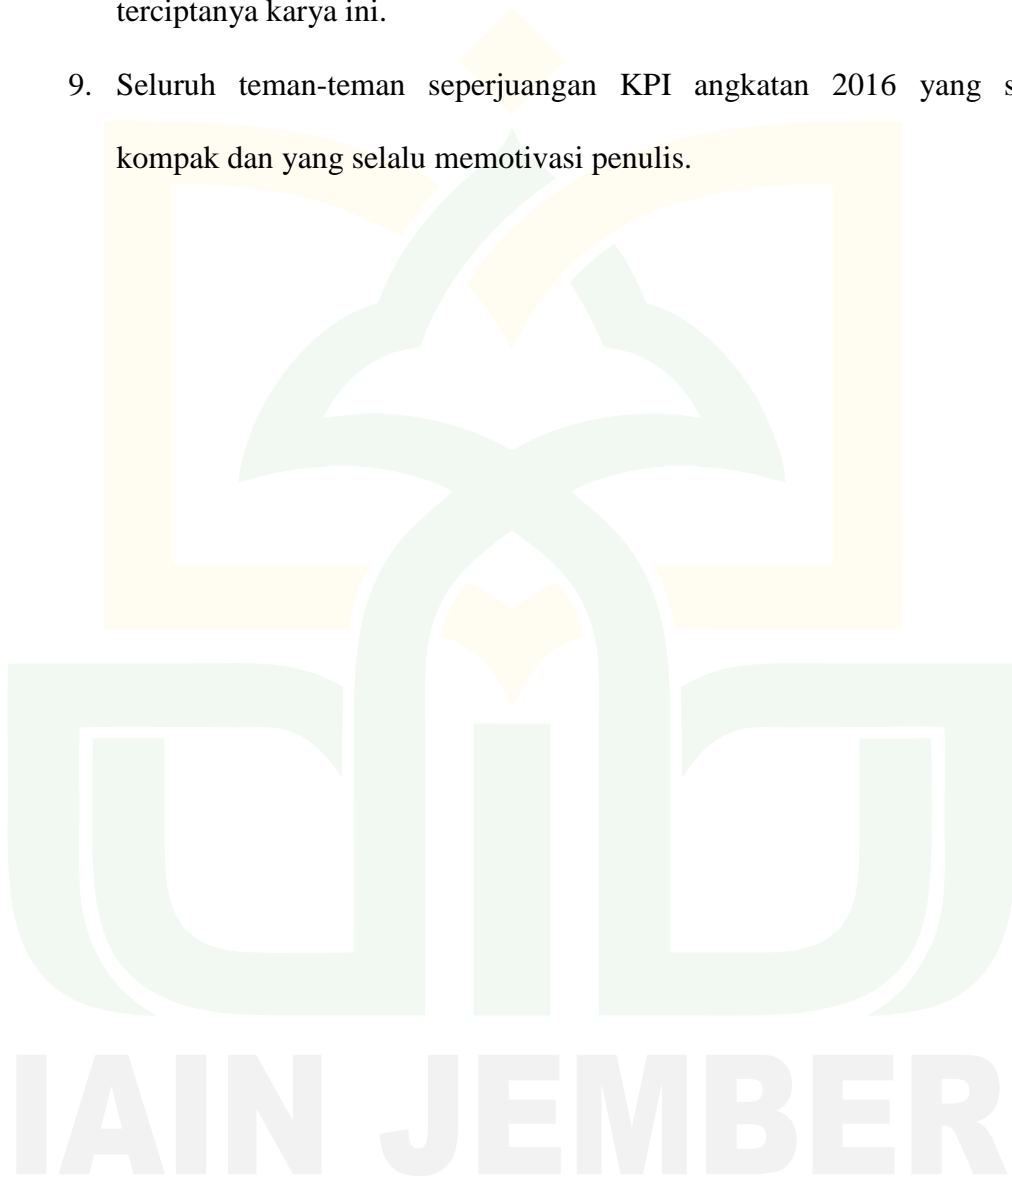 terciptanya karya ini.
9. Seluruh teman-teman seperjuangan KPI angkatan 2016 yang
kompak dan yang selalu memotivasi penulis.
IAIN JEMBER